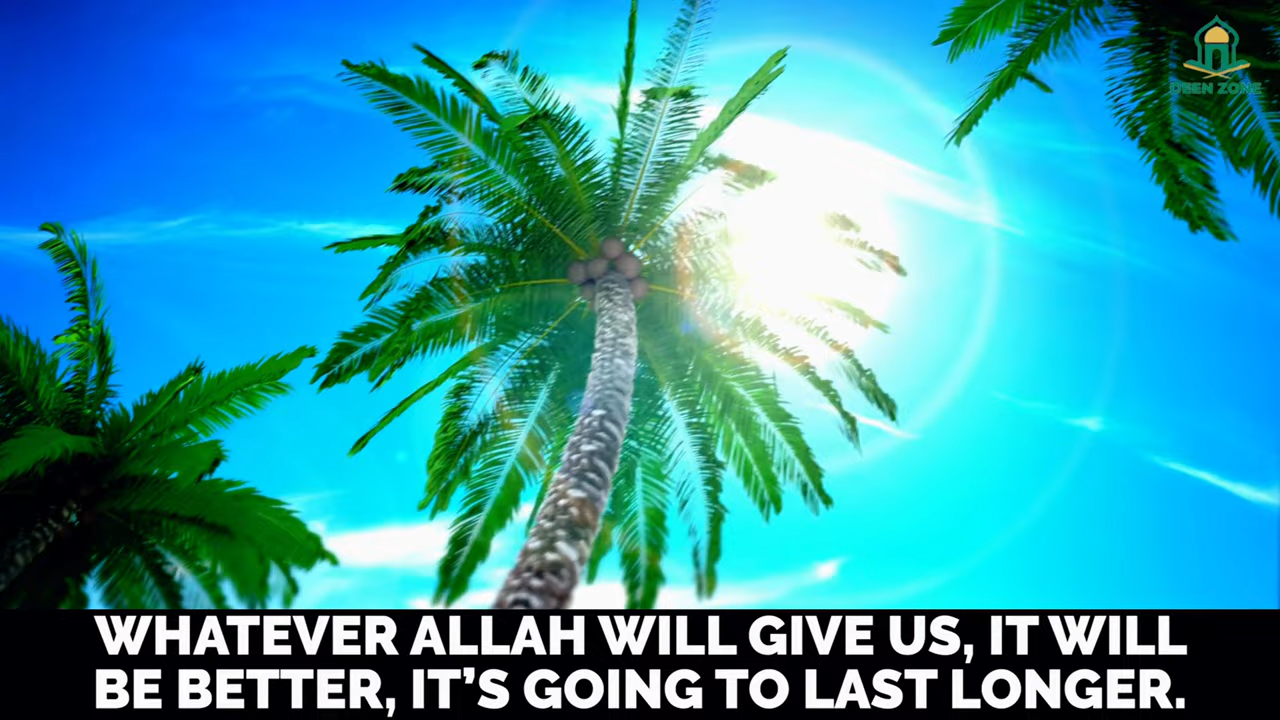 DEEN ZONE
WHATEVER ALLAH WILL GIVE US, IT WILL
BE BETTER, IT’S GOING TO LAST LONGER.